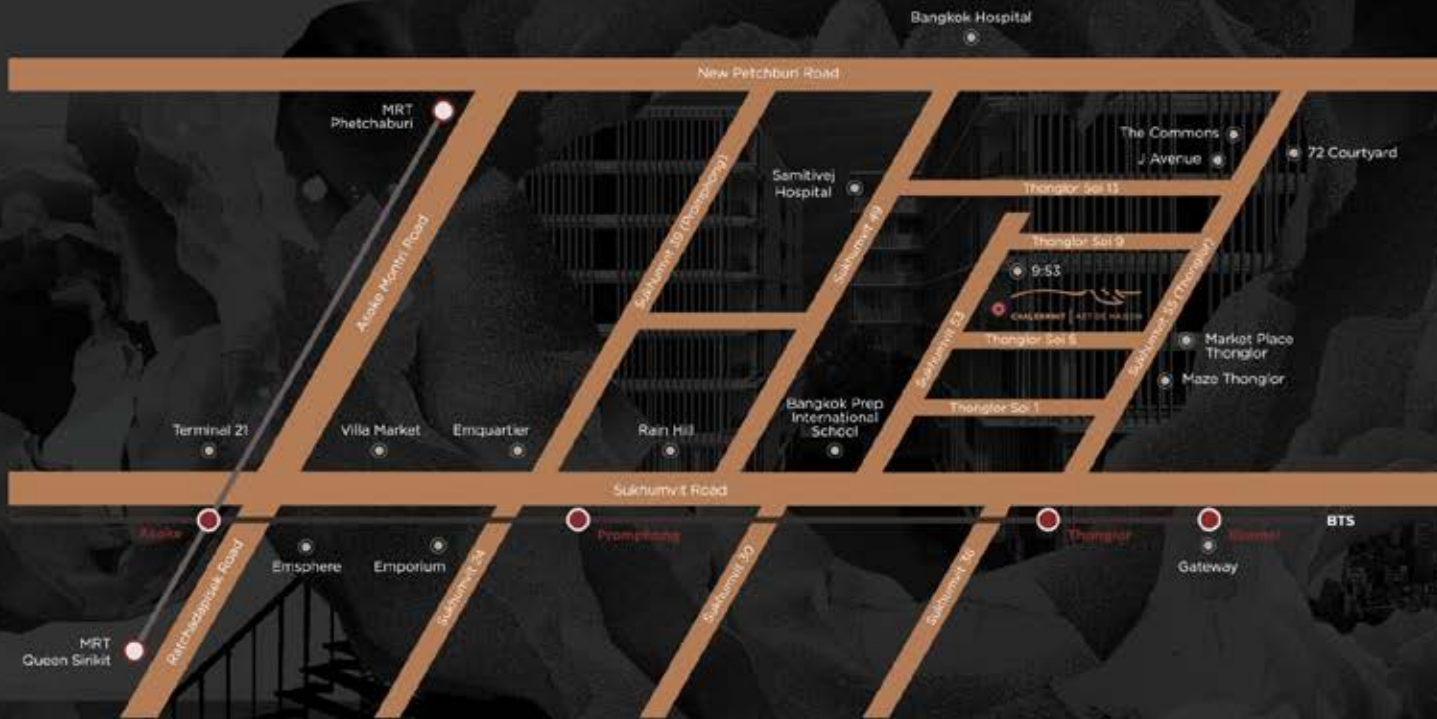 Bangkok Hospital
New Petchburi Road
MRT
Phetchaburi
The Commons
J Avenue
72 Courtyard
Samitivej
Hospital
Thonglor Soi 13
Sukhumvit 39 (Promphong)
Sukhumvit 49
Asoke Montri Road
Thonglor Soi 9
9:53
CHALERMNIT | ART DE MAISON
Sukhumvit 53
Sukhumvit 55 (Thonglor)
Thonglor Soi 5
Market Place
Thonglor
Maze Thonglor
Thonglor Soi 1
Bangkok Prep
International
School
Terminal 21
Villa Market
Emquartier
Rain Hill
Sukhumvit Road
Asoke
Promphong
Thonglor
BTS
Emsphere
Emporium
Gateway
Ratchadapisek Road
Sukhumvit 24
Sukhumvit 30
Sukhumvit 36
MRT
Queen Sirikit